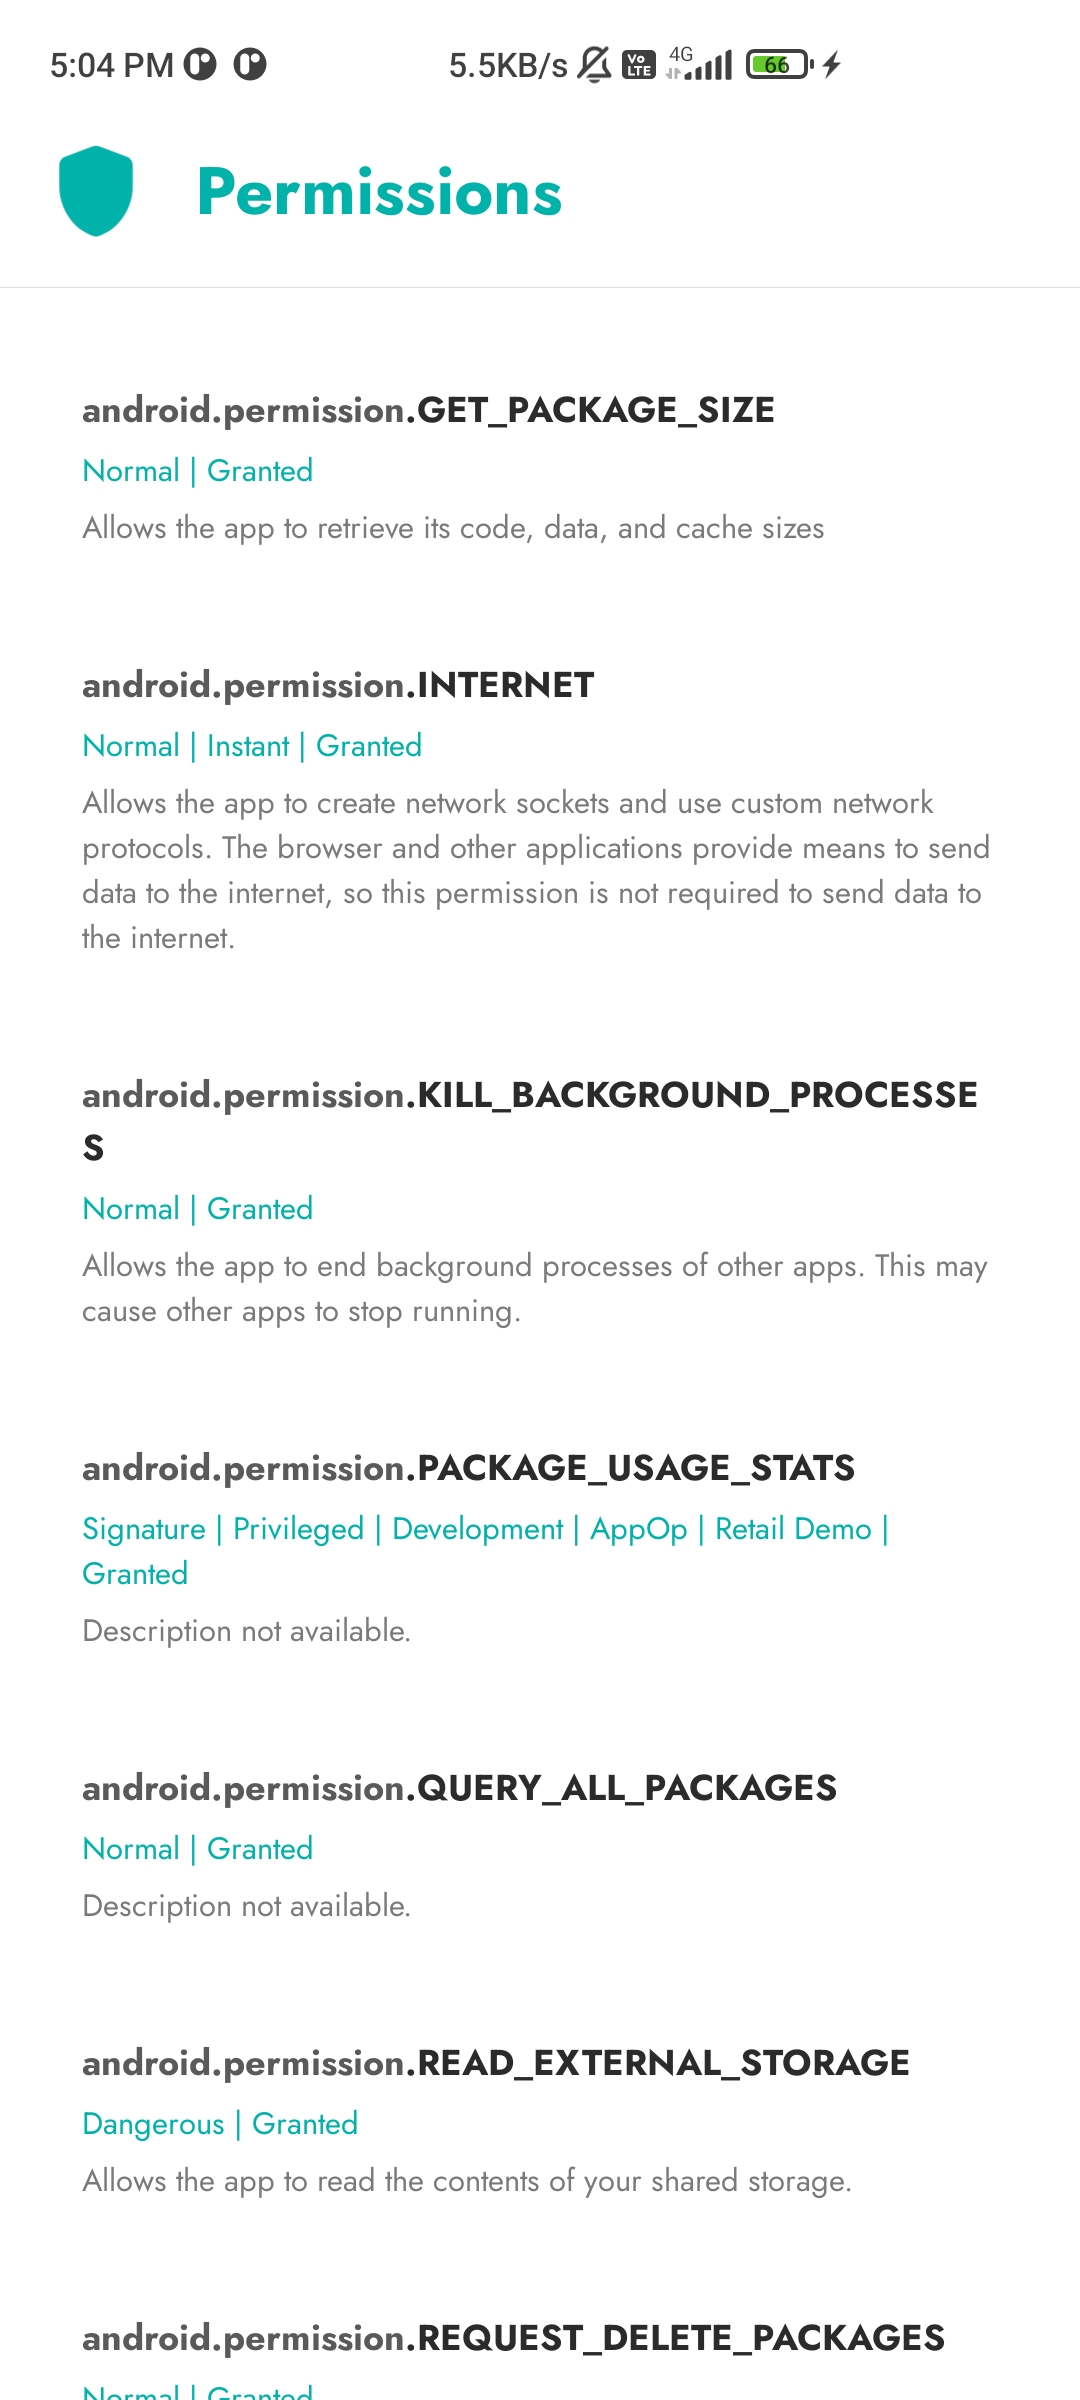 5:04 PM 5.5KB/s Vo LTE 4G 66
Permissions
android.permission.GET_PACKAGE_SIZE
Normal | Granted
Allows the app to retrieve its code, data, and cache sizes
android.permission.INTERNET
Normal | Instant | Granted
Allows the app to create network sockets and use custom network
protocols. The browser and other applications provide means to send
data to the internet, so this permission is not required to send data to
the internet.
android.permission.KILL_BACKGROUND_PROCESSE
S
Normal | Granted
Allows the app to end background processes of other apps. This may
cause other apps to stop running.
android.permission.PACKAGE_USAGE_STATS
Signature | Privileged | Development | AppOp | Retail Demo |
Granted
Description not available.
android.permission.QUERY_ALL_PACKAGES
Normal | Granted
Description not available.
android.permission.READ_EXTERNAL_STORAGE
Dangerous | Granted
Allows the app to read the contents of your shared storage.
android.permission.REQUEST_DELETE_PACKAGES
Normal | Granted